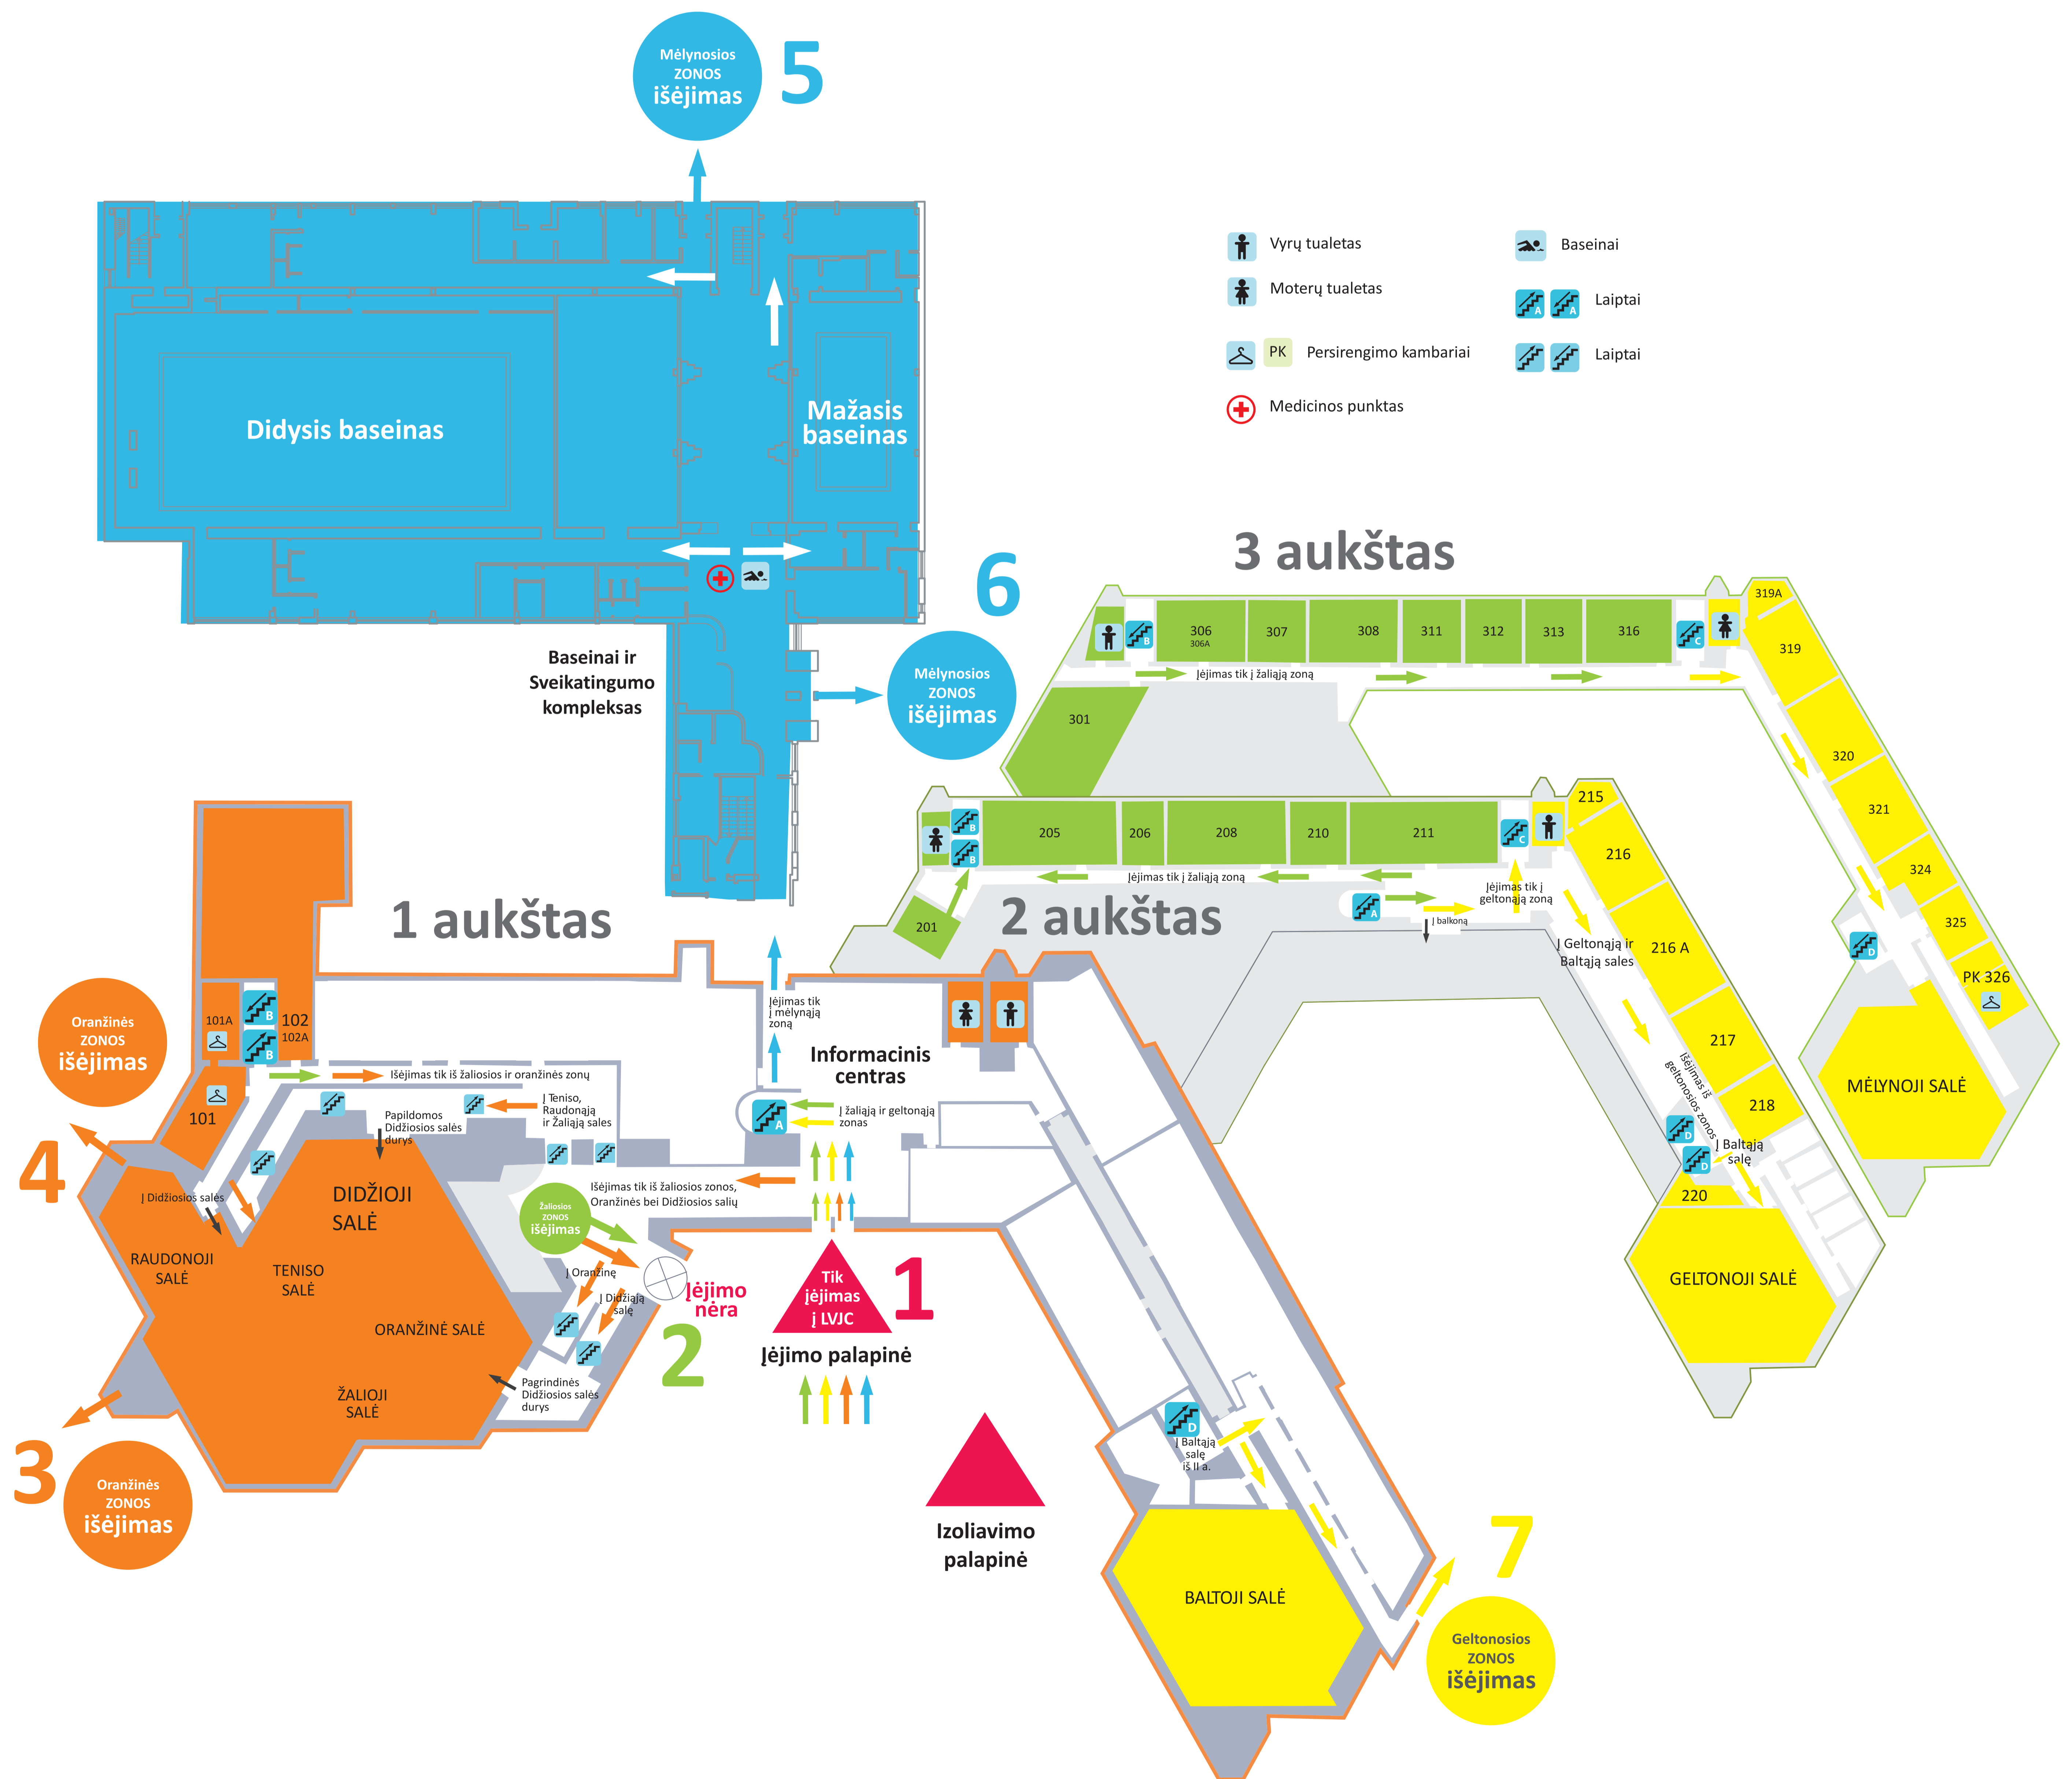 Mėlynosios
ZONOS
išėjimas
5
Vyrų tualetas
Moterų tualetas
PK
Persirengimo kambariai
Medicinos punktas
Baseinai
A
A
Laiptai
Laiptai
Didysis baseinas
Mažasis
baseinas
Baseinai ir
Sveikatingumo
kompleksas
6
Mėlynosios
ZONOS
išėjimas
3 aukštas
B
306
306A
307
308
311
312
313
316
C
319A
319
Įėjimas tik į žaliąją zoną
301
320
321
324
325
D
PK 326
MĖLYNOJI SALĖ
B
B
205
206
208
210
211
C
215
216
Įėjimas tik į žaliąją zoną
Įėjimas tik į
geltonąją zoną
A
Į balkoną
201
2 aukštas
Į Geltonąją ir
Baltąją sales
216 A
217
218
Išėjimas iš
geltonosios zonos
D
D
Į Baltąją
salę
220
GELTONOJI SALĖ
1 aukštas
Oranžinės
ZONOS
išėjimas
4
101A
B
B
102
102A
101
Išėjimas tik iš žaliosios ir oranžinės zonų
Papildomos
Didžiosios salės
durys
Į Teniso,
Raudonąją
ir Žaliąją sales
Įėjimas tik
į mėlynąją
zoną
Informacinis
centras
A
Į žaliąją ir geltonąją
zonas
Išėjimas tik iš žaliosios zonos,
Oranžinės bei Didžiosios salių
Į Didžiosios salės
DIDŽIOJI
SALĖ
RAUDONOJI
SALĖ
TENISO
SALĖ
ORANŽINĖ SALĖ
ŽALIOJI
SALĖ
Žaliosios
ZONOS
išėjimas
Į Oranžinę
Į Didžiąją
salę
Įėjimo
nėra
2
Pagrindinės
Didžiosios salės
durys
Tik
įėjimas
į LVJC
1
Įėjimo palapinė
Izoliavimo
palapinė
3
Oranžinės
ZONOS
išėjimas
D
Į Baltąją
salę
iš II a.
BALTOJI SALĖ
7
Geltonosios
ZONOS
išėjimas